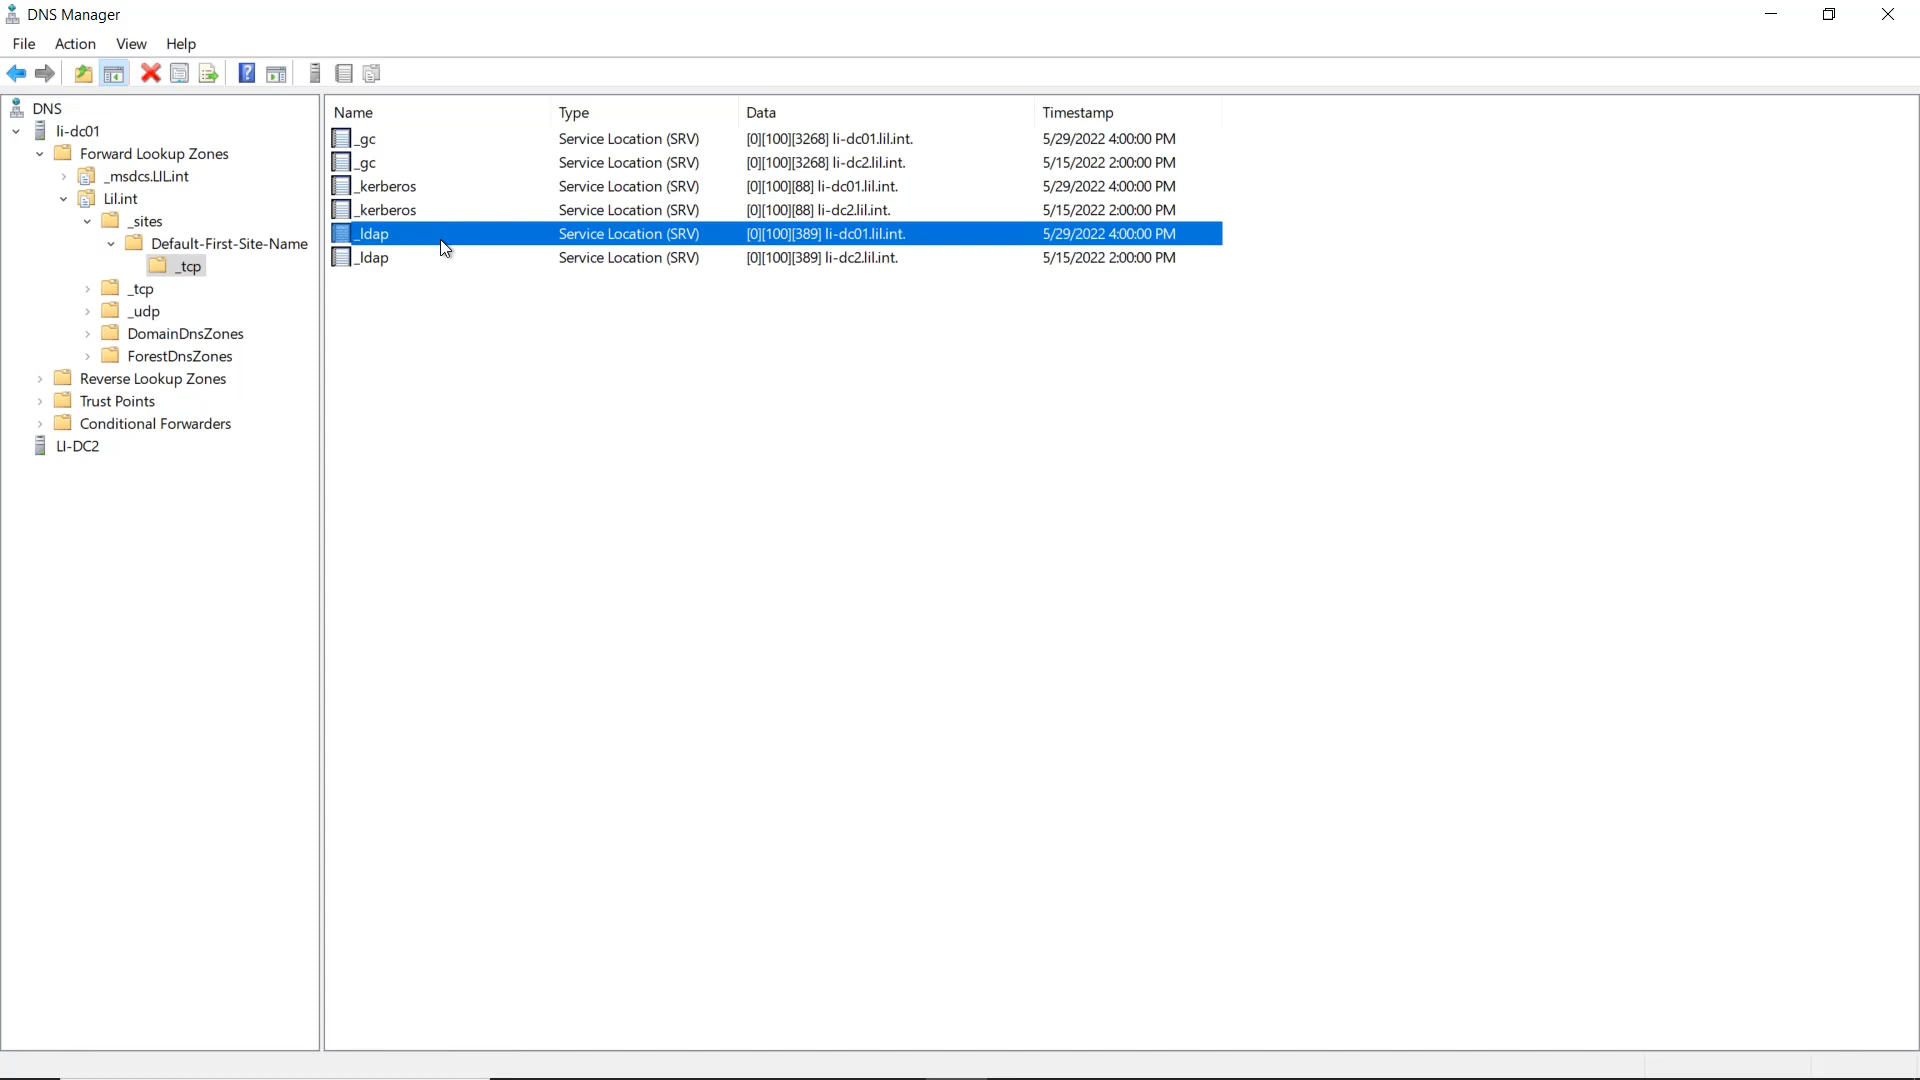 DNS Manager
File Action View Help
DNS
li-dc01
Forward Lookup Zones
_msdcs.LIL.int
Lil.int
_sites
Default-First-Site-Name
_tcp
_tcp
_udp
DomainDnsZones
ForestDnsZones
Reverse Lookup Zones
Trust Points
Conditional Forwarders
LI-DC2
Name Type Data Timestamp
_gc Service Location (SRV) [0][100][3268] li-dc01.lil.int. 5/29/2022 4:00:00 PM
_gc Service Location (SRV) [0][100][3268] li-dc2.lil.int. 5/15/2022 2:00:00 PM
_kerberos Service Location (SRV) [0][100][88] li-dc01.lil.int. 5/29/2022 4:00:00 PM
_kerberos Service Location (SRV) [0][100][88] li-dc2.lil.int. 5/15/2022 2:00:00 PM
_ldap Service Location (SRV) [0][100][389] li-dc01.lil.int. 5/29/2022 4:00:00 PM
_ldap Service Location (SRV) [0][100][389] li-dc2.lil.int. 5/15/2022 2:00:00 PM